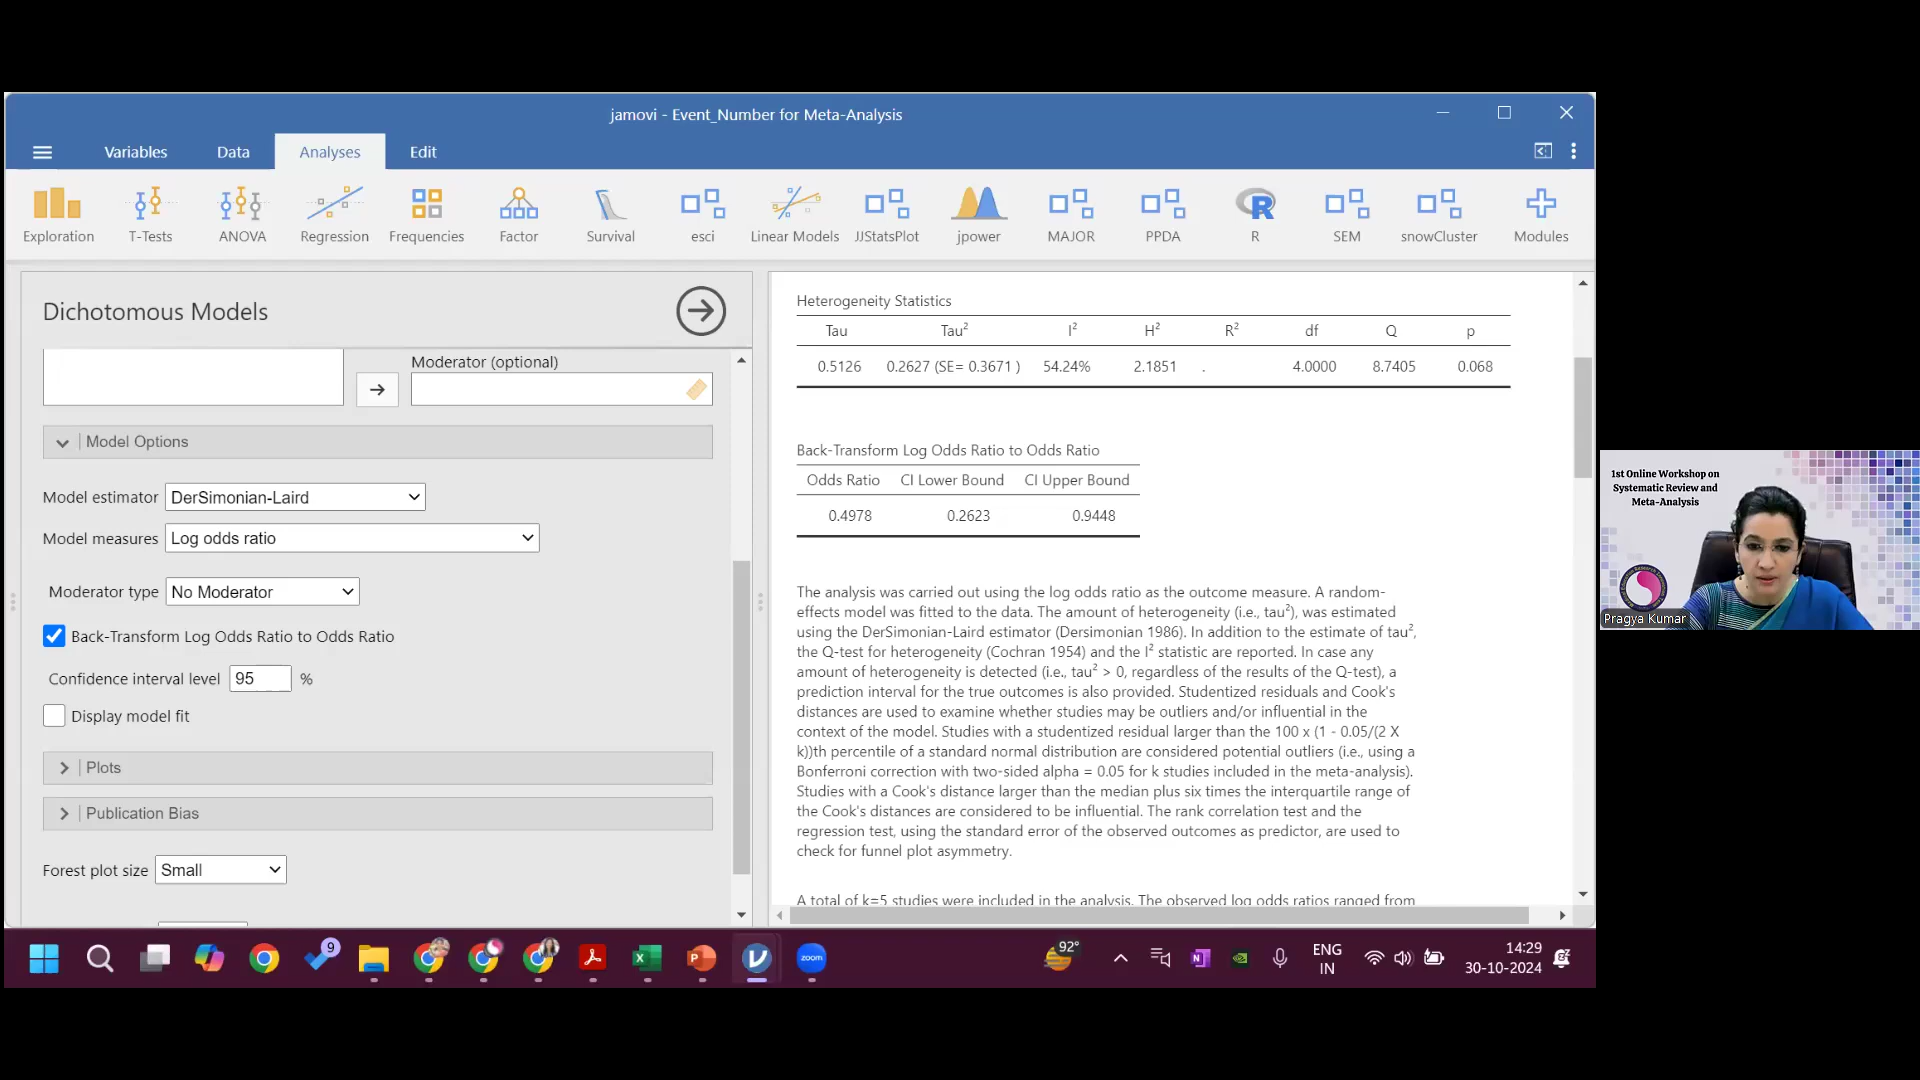 jamovi - Event_Number for Meta-Analysis
Variables Data Analyses Edit
Exploration T-Tests ANOVA Regression Frequencies Factor Survival esci Linear Models JJStatsPlot jpower MAJOR PPDA R SEM snowCluster Modules
Dichotomous Models
Moderator (optional)
Model Options
Model estimator DerSimonian-Laird
Model measures Log odds ratio
Moderator type No Moderator
Back-Transform Log Odds Ratio to Odds Ratio
Confidence interval level 95 %
Display model fit
Plots
Publication Bias
Forest plot size Small
Heterogeneity Statistics
Tau Tau² I² H² R² df Q p
0.5126 0.2627 (SE= 0.3671 ) 54.24% 2.1851 . 4.0000 8.7405 0.068
Back-Transform Log Odds Ratio to Odds Ratio
Odds Ratio CI Lower Bound CI Upper Bound
0.4978 0.2623 0.9448
The analysis was carried out using the log odds ratio as the outcome measure. A random-
effects model was fitted to the data. The amount of heterogeneity (i.e., tau²), was estimated
using the DerSimonian-Laird estimator (Dersimonian 1986). In addition to the estimate of tau²,
the Q-test for heterogeneity (Cochran 1954) and the I² statistic are reported. In case any
amount of heterogeneity is detected (i.e., tau² > 0, regardless of the results of the Q-test), a
prediction interval for the true outcomes is also provided. Studentized residuals and Cook's
distances are used to examine whether studies may be outliers and/or influential in the
context of the model. Studies with a studentized residual larger than the 100 x (1 - 0.05/(2 X
k))th percentile of a standard normal distribution are considered potential outliers (i.e., using a
Bonferroni correction with two-sided alpha = 0.05 for k studies included in the meta-analysis).
Studies with a Cook's distance larger than the median plus six times the interquartile range of
the Cook's distances are considered to be influential. The rank correlation test and the
regression test, using the standard error of the observed outcomes as predictor, are used to
check for funnel plot asymmetry.
A total of k=5 studies were included in the analysis. The observed log odds ratios ranged from
1st Online Workshop on
Systematic Review and
Meta-Analysis
Pragya Kumar
9
zoom
92°
ENG
IN
14:29
30-10-2024